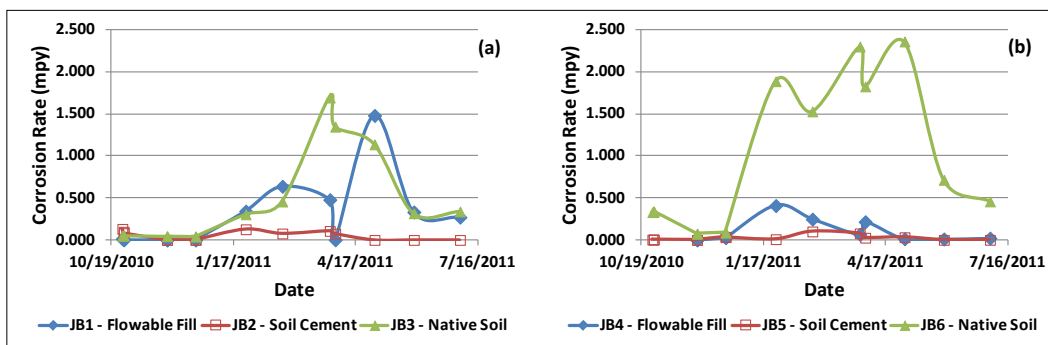 (a)
Corrosion Rate (mpy)
2.500
2.000
1.500
1.000
0.500
0.000
10/19/2010 1/17/2011 4/17/2011 7/16/2011
Date
JB1 - Flowable Fill JB2 - Soil Cement JB3 - Native Soil
(b)
Corrosion Rate (mpy)
2.500
2.000
1.500
1.000
0.500
0.000
10/19/2010 1/17/2011 4/17/2011 7/16/2011
Date
JB4 - Flowable Fill JB5 - Soil Cement JB6 - Native Soil